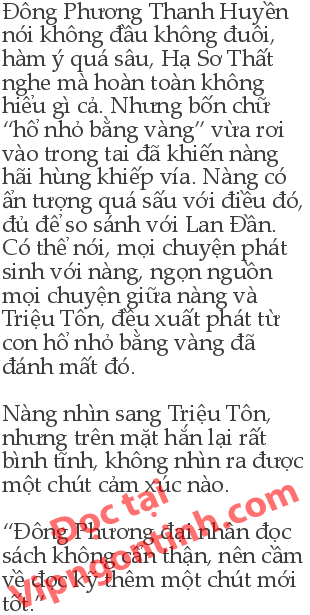 Đông Phương Thanh Huyền
nói không đầu không đuôi,
hàm ý quá sâu, Hạ Sơ Thất
nghe mà hoàn toàn không
hiểu gì cả. Nhưng bốn chữ
“hổ nhỏ bằng vàng” vừa rơi
vào trong tai đã khiến nàng
hãi hùng khiếp vía. Nàng có
ấn tượng quá sấu với điều đó,
đủ để so sánh với Lan Đần.
Có thể nói, mọi chuyện phát
sinh với nàng, ngọn nguồn
mọi chuyện giữa nàng và
Triệu Tôn, đều xuất phát từ
con hổ nhỏ bằng vàng đã
đánh mất đó.
Nàng nhìn sang Triệu Tôn,
nhưng trên mặt hắn lại rất
bình tĩnh, không nhìn ra được
một chút cảm xúc nào.
“Đông Phương đại nhân đọc
sách không cẩn thận, nên cầm
về đọc kỹ thêm một chút mới
tốt.”
Đọc tại
Vipngontinh.com